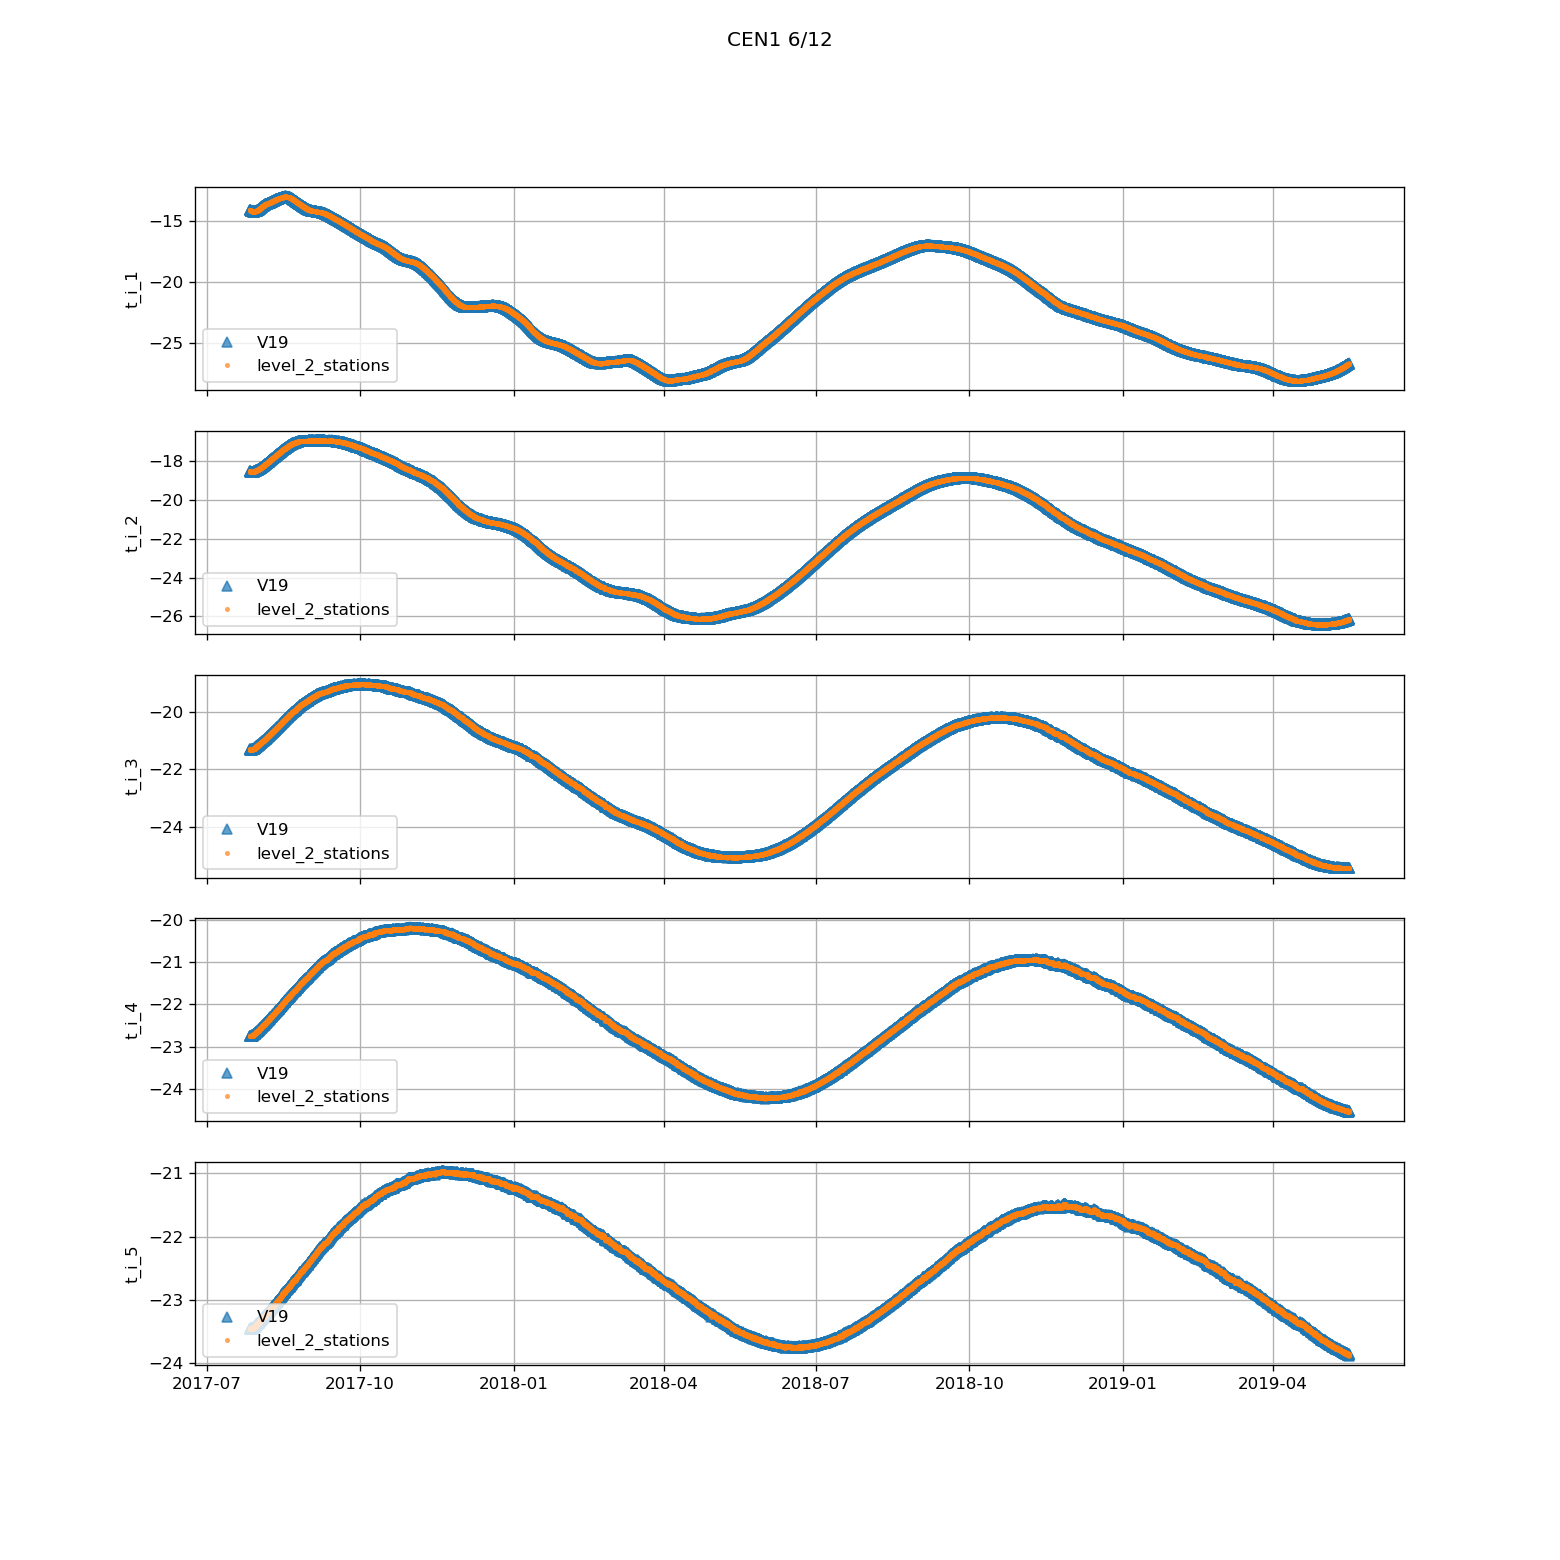 CEN1 6/12
−15
−20
−25
t_i_1
V19
level_2_stations
−18
−20
−22
−24
−26
t_i_2
V19
level_2_stations
−20
−22
−24
t_i_3
V19
level_2_stations
−20
−21
−22
−23
−24
t_i_4
V19
level_2_stations
−21
−22
−23
−24
t_i_5
V19
level_2_stations
2017-07 2017-10 2018-01 2018-04 2018-07 2018-10 2019-01 2019-04